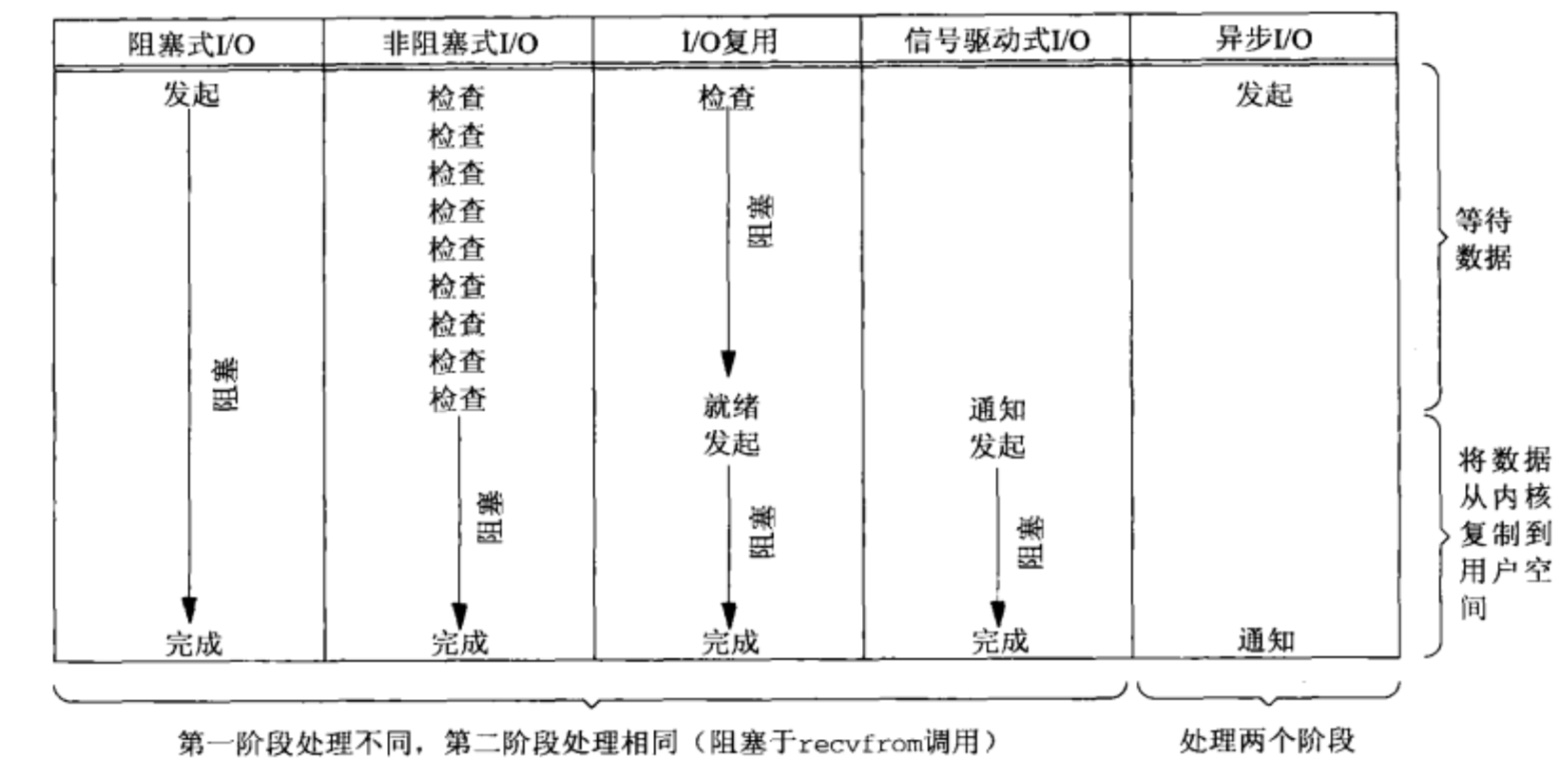 阻塞式I/O 非阻塞式I/O I/O复用 信号驱动式I/O 异步I/O
发起 检查 检查 发起
检查
检查
检查
检查
检查
检查
检查
检查
阻塞
阻塞
就绪 通知
发起 发起
阻塞
阻塞
阻塞
完成 完成 完成 完成 通知
等待
数据
将数据
从内核
复制到
用户空
间
第一阶段处理不同，第二阶段处理相同（阻塞于recvfrom调用）
处理两个阶段